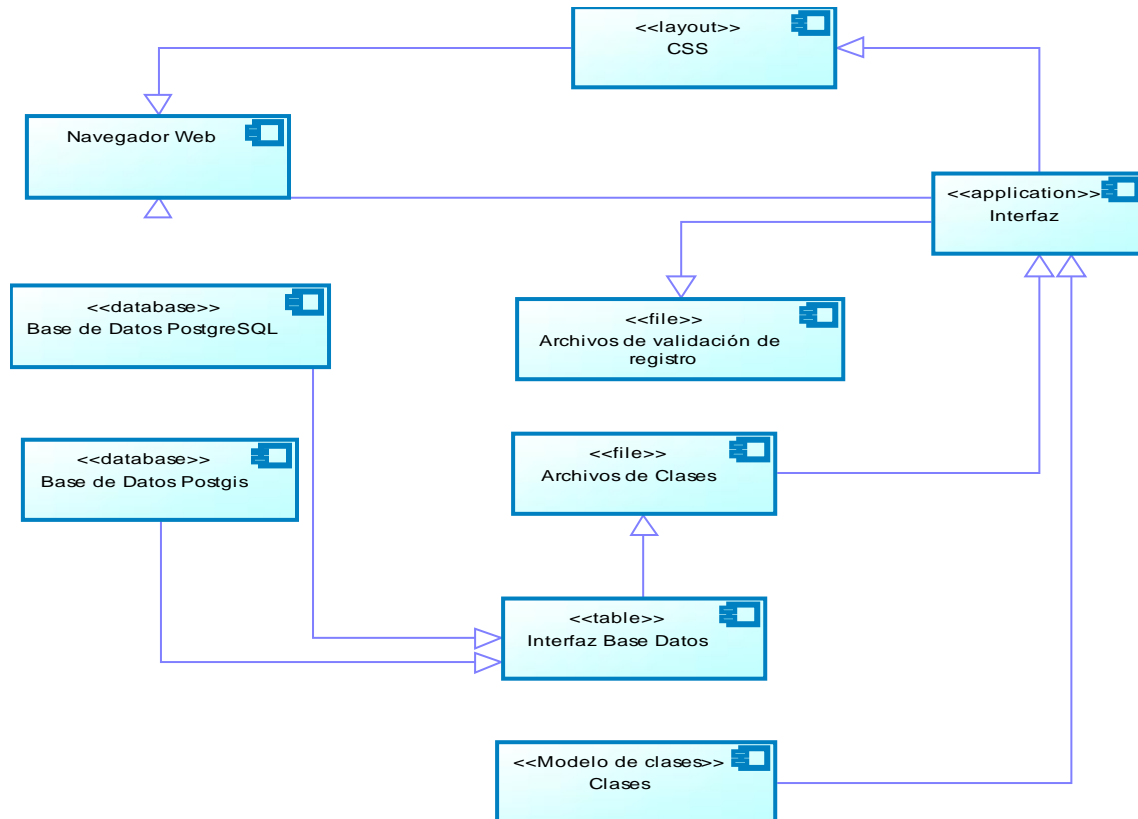 <<layout>>
CSS
Navegador Web
<<application>>
Interfaz
<<database>>
Base de Datos PostgreSQL
<<file>>
Archivos de validación de
registro
<<database>>
Base de Datos Postgis
<<file>>
Archivos de Clases
<<table>>
Interfaz Base Datos
<<Modelo de clases>>
Clases